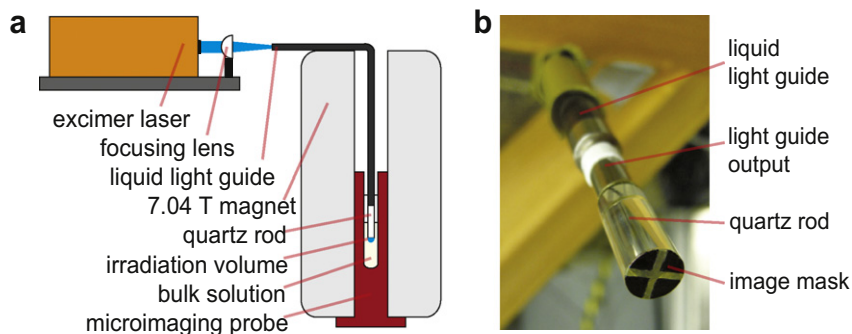 a
excimer laser
focusing lens
liquid light guide
7.04 T magnet
quartz rod
irradiation volume
bulk solution
microimaging probe
b
liquid
light guide
light guide
output
quartz rod
image mask